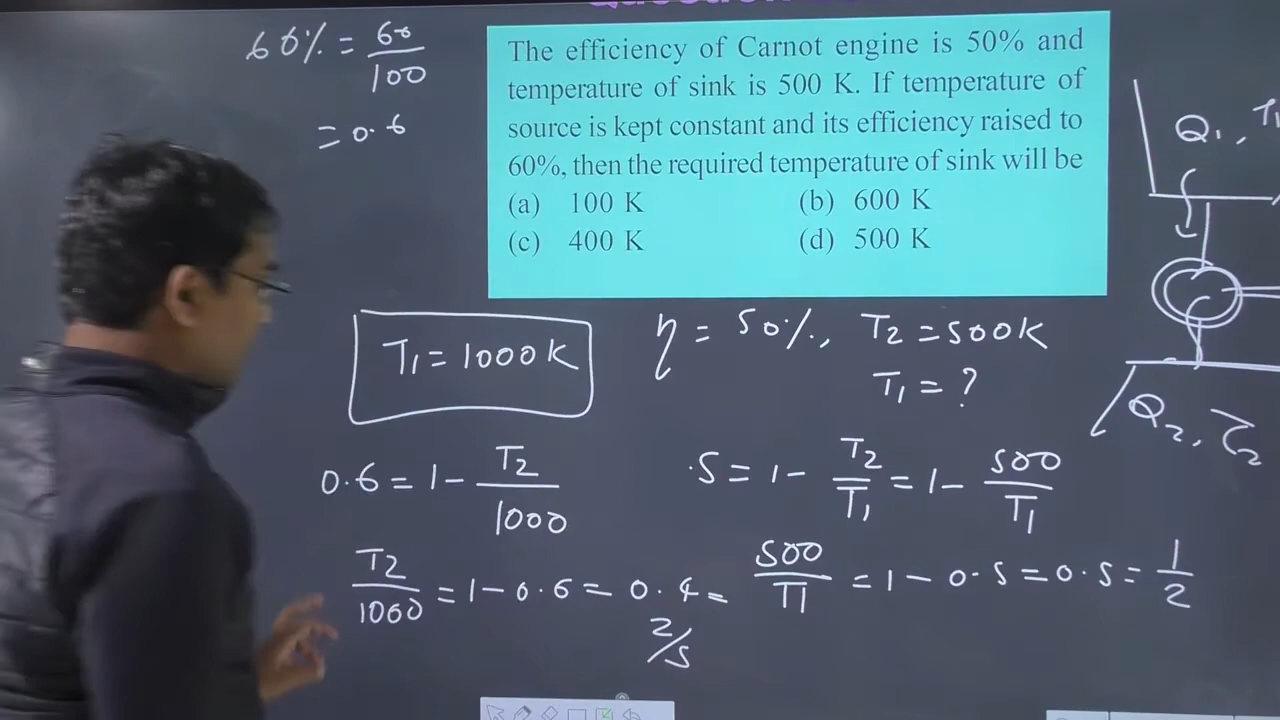 60% = 60/100
= 0.6
The efficiency of Carnot engine is 50% and
temperature of sink is 500 K. If temperature of
source is kept constant and its efficiency raised to
60%, then the required temperature of sink will be
(a) 100 K (b) 600 K
(c) 400 K (d) 500 K
Q1, T1
T1 = 1000K
η = 50%, T2 = 500K
T1 = ?
Q2, T2
0.6 = 1 - T2/1000
.5 = 1 - T2/T1 = 1 - 500/T1
T2/1000 = 1 - 0.6 = 0.4 =
2/5
500/T1 = 1 - 0.5 = 0.5 = 1/2